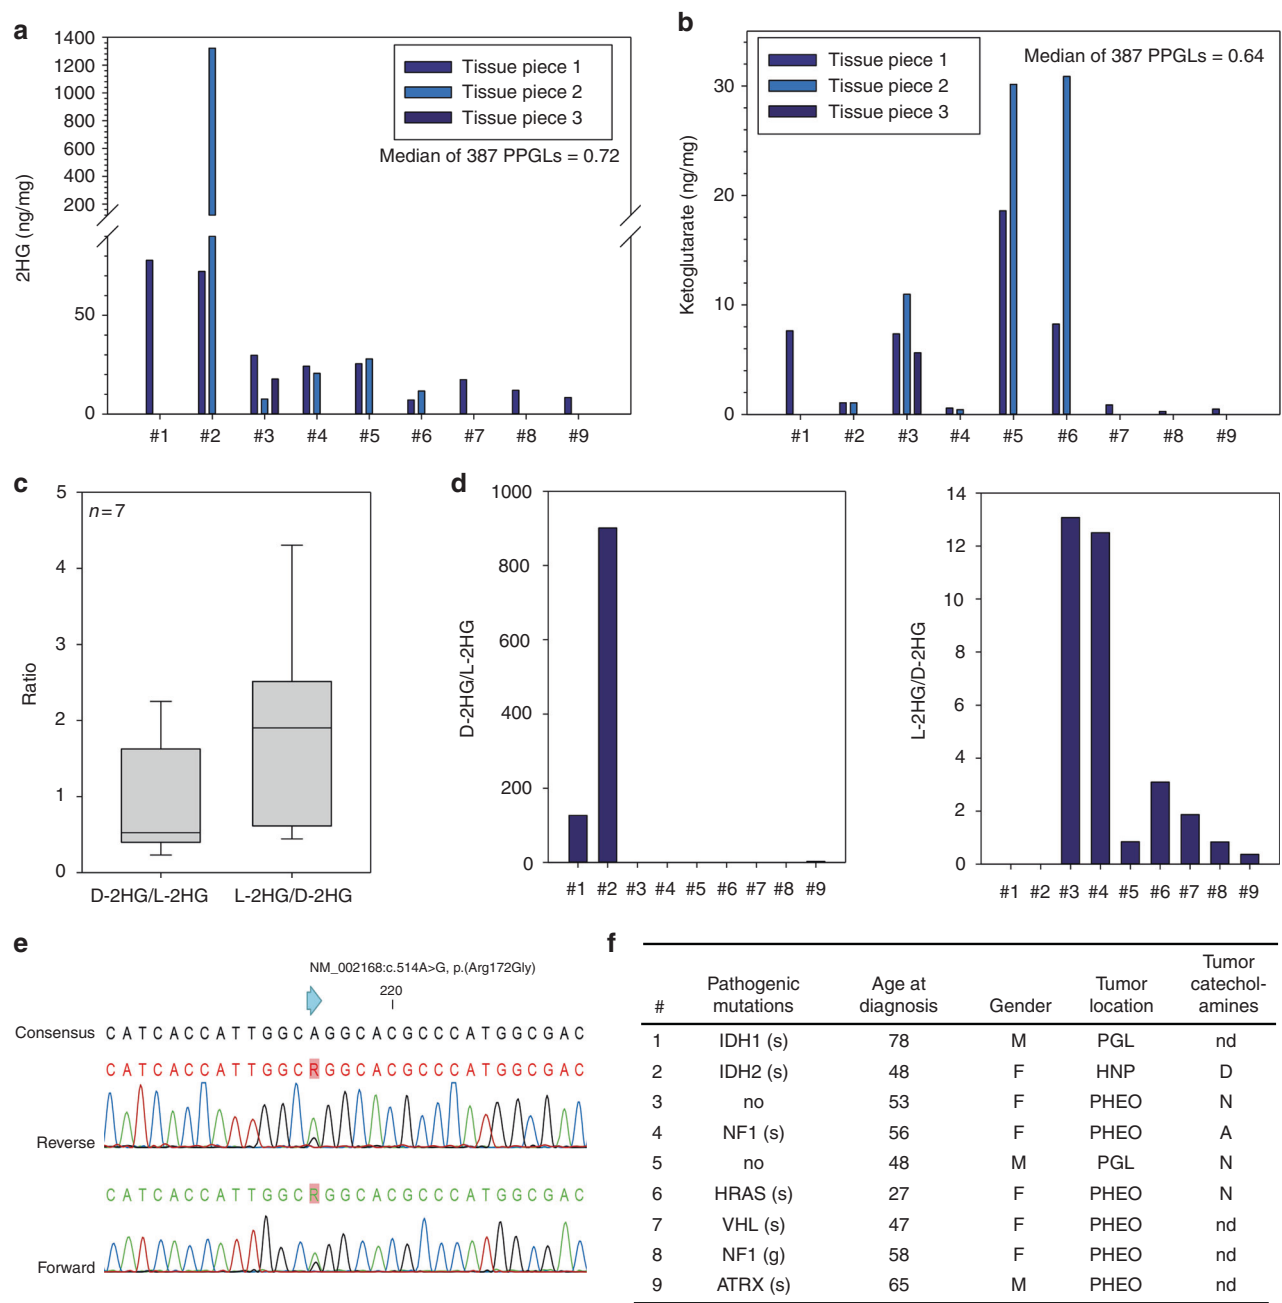 a
1400
1200
1000
800
600
400
200
50
0
2HG (ng/mg)
Tissue piece 1
Tissue piece 2
Tissue piece 3
Median of 387 PPGLs = 0.72
#1 #2 #3 #4 #5 #6 #7 #8 #9
b
30
20
10
0
Ketoglutarate (ng/mg)
Tissue piece 1
Tissue piece 2
Tissue piece 3
Median of 387 PPGLs = 0.64
#1 #2 #3 #4 #5 #6 #7 #8 #9
c
5
4
3
2
1
0
Ratio
n=7
D-2HG/L-2HG L-2HG/D-2HG
d
1000
800
600
400
200
0
D-2HG/L-2HG
#1 #2 #3 #4 #5 #6 #7 #8 #9
14
12
10
8
6
4
2
0
L-2HG/D-2HG
#1 #2 #3 #4 #5 #6 #7 #8 #9
e
NM_002168:c.514A>G, p.(Arg172Gly)
220
Consensus C A T C A C C A T T G G C A G G C A C G C C C A T G G C G A C
C A T C A C C A T T G G C R G G C A C G C C C A T G G C G A C
Reverse
C A T C A C C A T T G G C R G G C A C G C C C A T G G C G A C
Forward
f
# Pathogenic mutations Age at diagnosis Gender Tumor location Tumor catechol-amines
1 IDH1 (s) 78 M PGL nd
2 IDH2 (s) 48 F HNP D
3 no 53 F PHEO N
4 NF1 (s) 56 F PHEO A
5 no 48 M PGL N
6 HRAS (s) 27 F PHEO N
7 VHL (s) 47 F PHEO nd
8 NF1 (g) 58 F PHEO nd
9 ATRX (s) 65 M PHEO nd